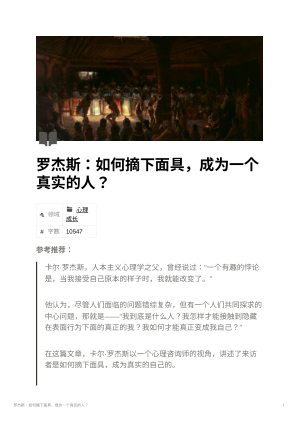 罗杰斯：如何摘下面具，成为一个
真实的人？
领域 心理
成长
# 字数 10547
参考推荐：
卡尔·罗杰斯，人本主义心理学之父，曾经说过：“一个有趣的悖论
是，当我接受自己原本的样子时，我就能改变了。”
他认为，尽管人们面临的问题错综复杂，但有一个人们共同探求的
中心问题，那就是——“我到底是什么人？我怎样才能接触到隐藏
在表面行为下面的真正的我？我如何才能真正变成我自己？”
在这篇文章，卡尔·罗杰斯以一个心理咨询师的视角，讲述了来访
者是如何摘下面具，成为真实的自己的。
罗杰斯：如何摘下面具，成为一个真实的人？ 1